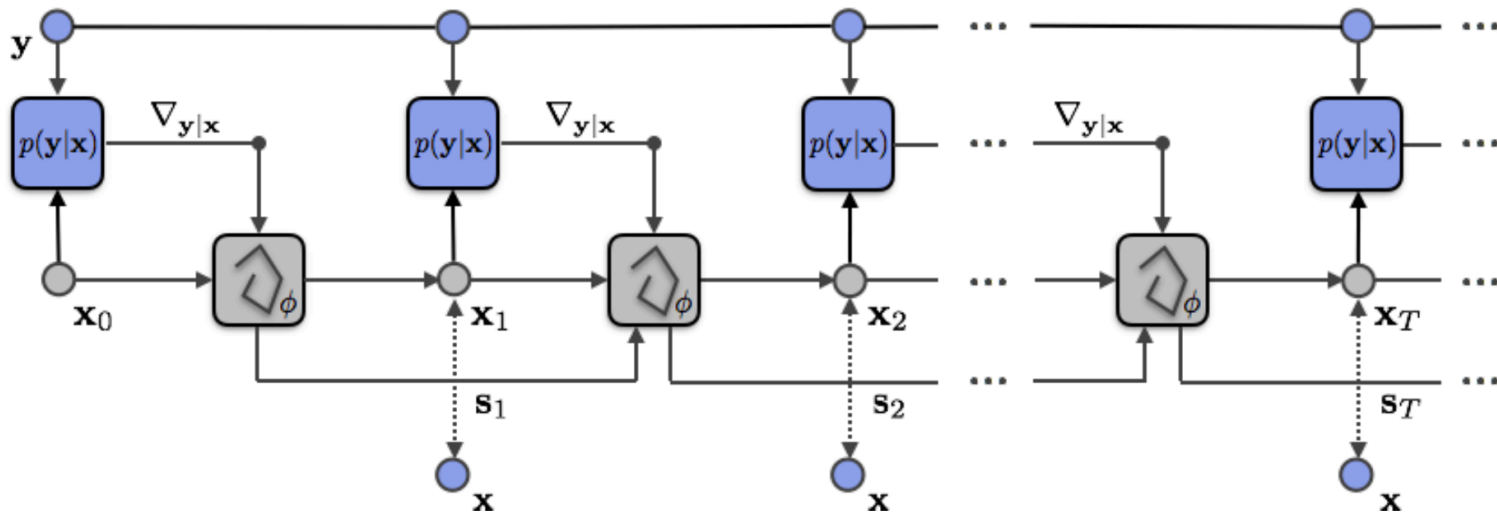 y
∇y|x ∇y|x ∇y|x
p(y|x) p(y|x) p(y|x) ... p(y|x) ...
ϕ ϕ ... ϕ ...
x0 x1 x2 xT
s1 s2 sT
x x x